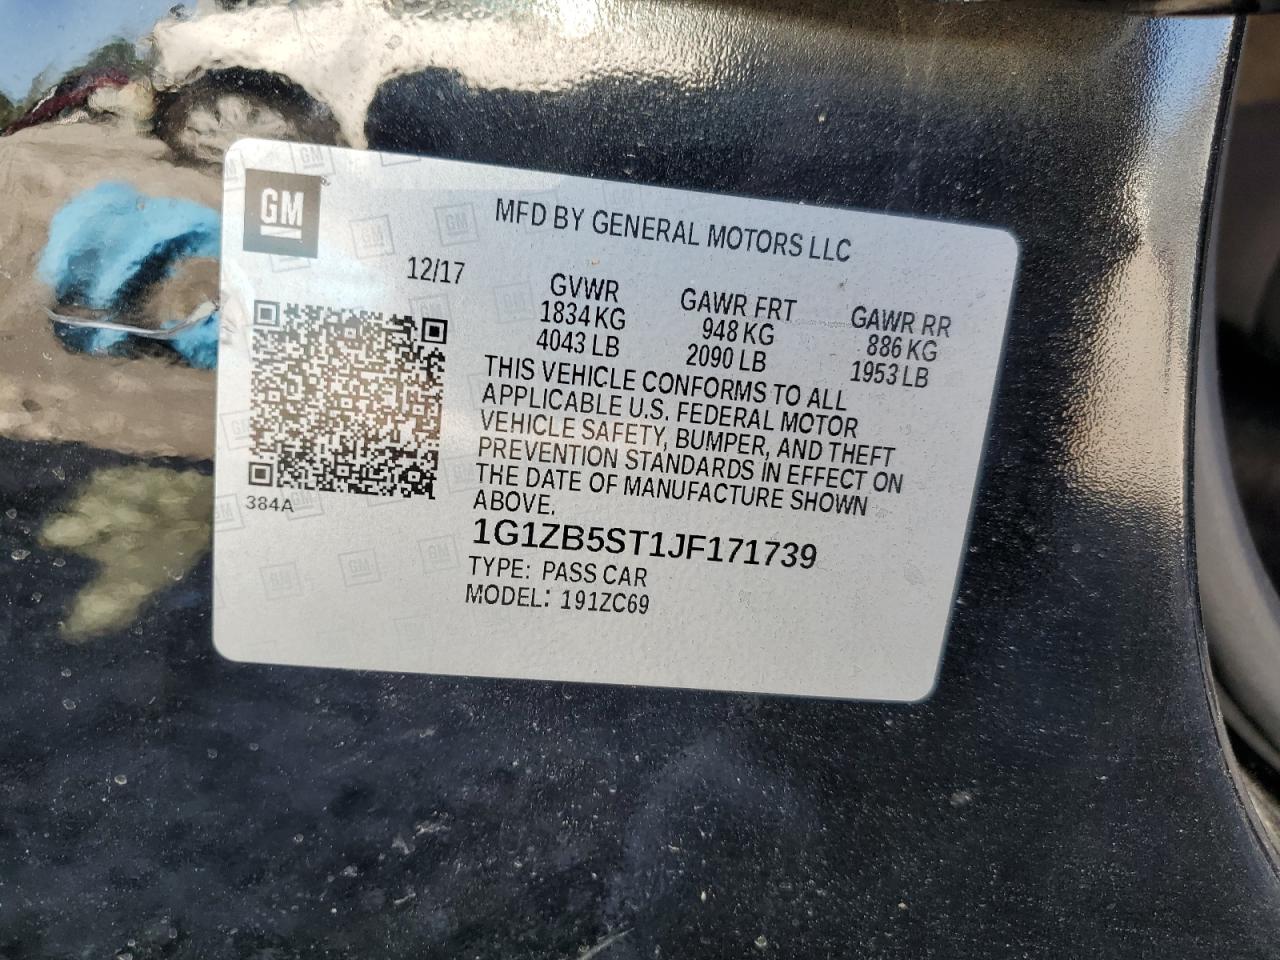 GM
MFD BY GENERAL MOTORS LLC
12/17
GVWR GAWR FRT GAWR RR
1834 KG 948 KG 886 KG
4043 LB 2090 LB 1953 LB
THIS VEHICLE CONFORMS TO ALL
APPLICABLE U.S. FEDERAL MOTOR
VEHICLE SAFETY, BUMPER, AND THEFT
PREVENTION STANDARDS IN EFFECT ON
THE DATE OF MANUFACTURE SHOWN
ABOVE.
384A
1G1ZB5ST1JF171739
TYPE: PASS CAR
MODEL: 191ZC69